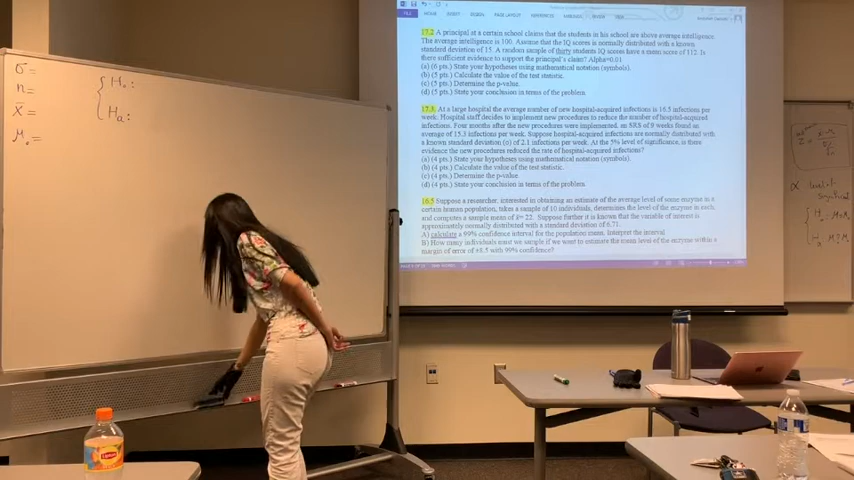 σ=
n=
x̄=
μ₀=
H₀:
Hₐ:
HOME INSERT DESIGN PAGE LAYOUT REFERENCES MAILINGS REVIEW VIEW
17.2 A principal at a certain school claims that the students in his school are above average intelligence.
The average intelligence is 100. Assume that the IQ scores is normally distributed with a known
standard deviation of 15. A random sample of thirty students IQ scores have a mean score of 112. Is
there sufficient evidence to support the principal's claim? Alpha=0.01
(a) (6 pts.) State your hypotheses using mathematical notation (symbols).
(b) (5 pts.) Calculate the value of the test statistic.
(c) (5 pts.) Determine the p-value.
(d) (5 pts.) State your conclusion in terms of the problem.
17.3. At a large hospital the average number of new hospital-acquired infections is 16.5 infections per
week. Hospital staff decides to implement new procedures to reduce the number of hospital-acquired
infections. Four months after the new procedures were implemented, an SRS of 9 weeks found an
average of 15.3 infections per week. Suppose hospital-acquired infections are normally distributed with
a known standard deviation (σ) of 2.1 infections per week. At the 5% level of significance, is there
evidence the new procedures reduced the rate of hospital-acquired infections?
(a) (4 pts.) State your hypotheses using mathematical notation (symbols).
(b) (4 pts.) Calculate the value of the test statistic.
(c) (4 pts.) Determine the p-value.
(d) (4 pts.) State your conclusion in terms of the problem.
16.5 Suppose a researcher, interested in obtaining an estimate of the average level of some enzyme in a
certain human population, takes a sample of 10 individuals, determines the level of the enzyme in each,
and computes a sample mean of x̄= 22. Suppose further it is known that the variable of interest is
approximately normally distributed with a standard deviation of 6.71.
A) calculate a 99% confidence interval for the population mean. Interpret the interval.
B) How many individuals must we sample if we want to estimate the mean level of the enzyme within a
margin of error of ±8.5 with 99% confidence?
α level of
H₀
Hₐ
Lipton